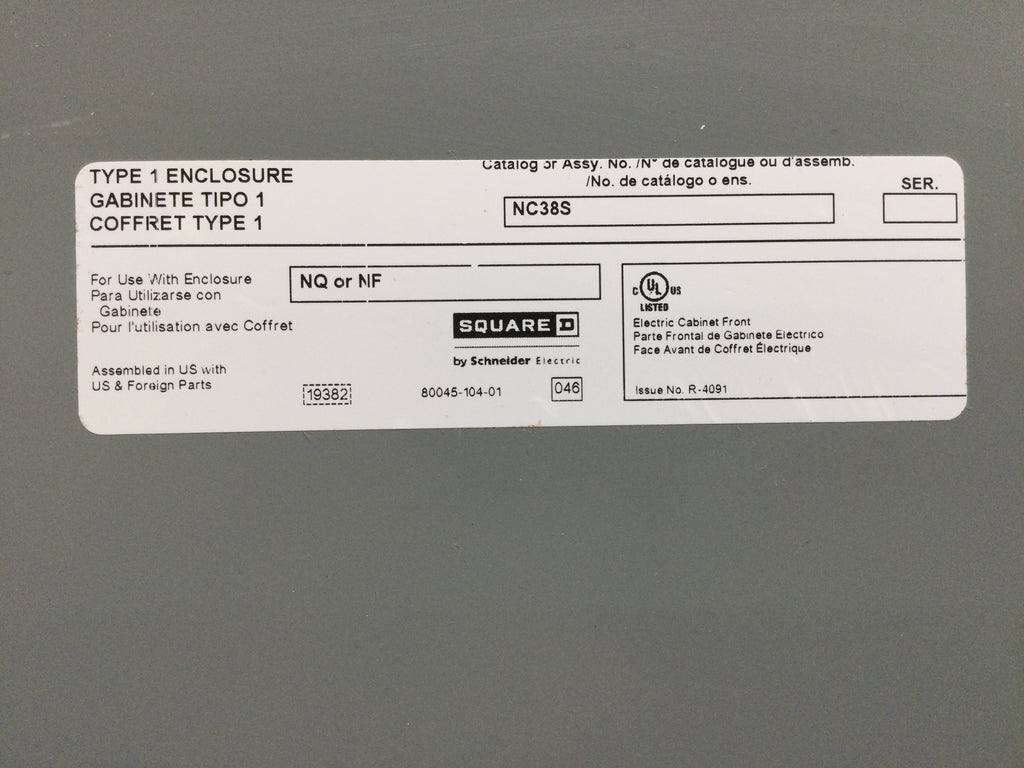 TYPE 1 ENCLOSURE
GABINETE TIPO 1
COFFRET TYPE 1
Catalog or Assy. No. /N° de catalogue ou d'assemb.
/No. de catálogo o ens.
NC38S
SER.
For Use With Enclosure
Para Utilizarse con
Gabinete
Pour l'utilisation avec Coffret
NQ or NF
SQUARE D
by Schneider Electric
Assembled in US with
US & Foreign Parts
19382
80045-104-01
046
C UL US
LISTED
Electric Cabinet Front
Parte Frontal de Gabinete Electrico
Face Avant de Coffret Électrique
Issue No. R-4091